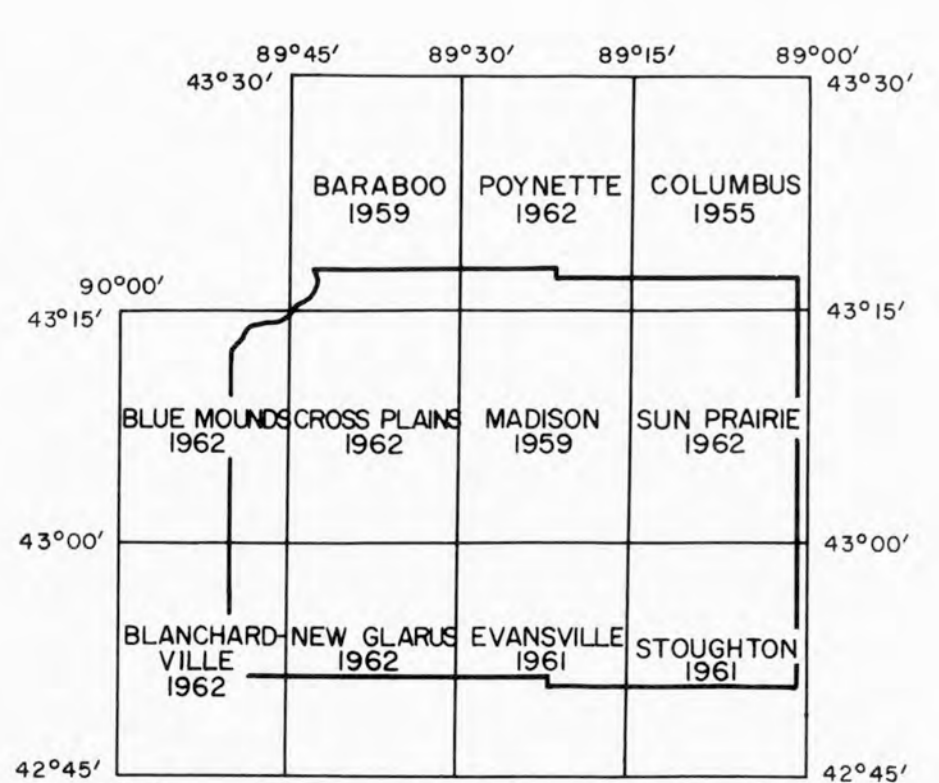 89°45′ 89°30′ 89°15′ 89°00′
43°30′ 43°30′
BARABOO POYNETTE COLUMBUS
1959 1962 1955
90°00′
43°15′ 43°15′
BLUE MOUNDS CROSS PLAINS MADISON SUN PRAIRIE
1962 1962 1959 1962
43°00′ 43°00′
BLANCHARD- NEW GLARUS EVANSVILLE STOUGHTON
VILLE 1962 1961 1961
1962
42°45′ 42°45′